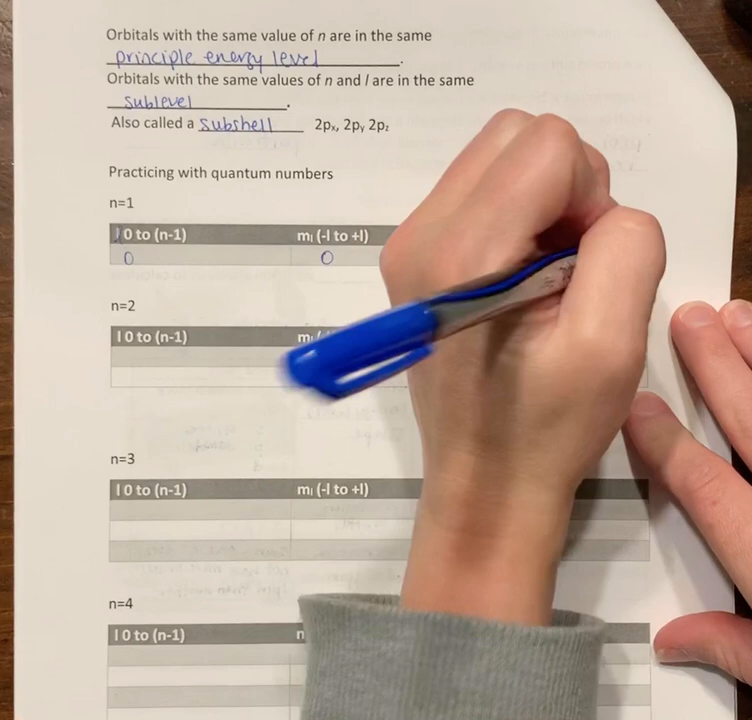 Orbitals with the same value of n are in the same
principle energy level.
Orbitals with the same values of n and l are in the same
sublevel.
Also called a subshell 2pₓ, 2pᵧ 2p_z
Practicing with quantum numbers
n=1
l 0 to (n-1) mₗ (-l to +l)
0 0
n=2
l 0 to (n-1)
n=3
l 0 to (n-1) mₗ (-l to +l)
n=4
l 0 to (n-1)